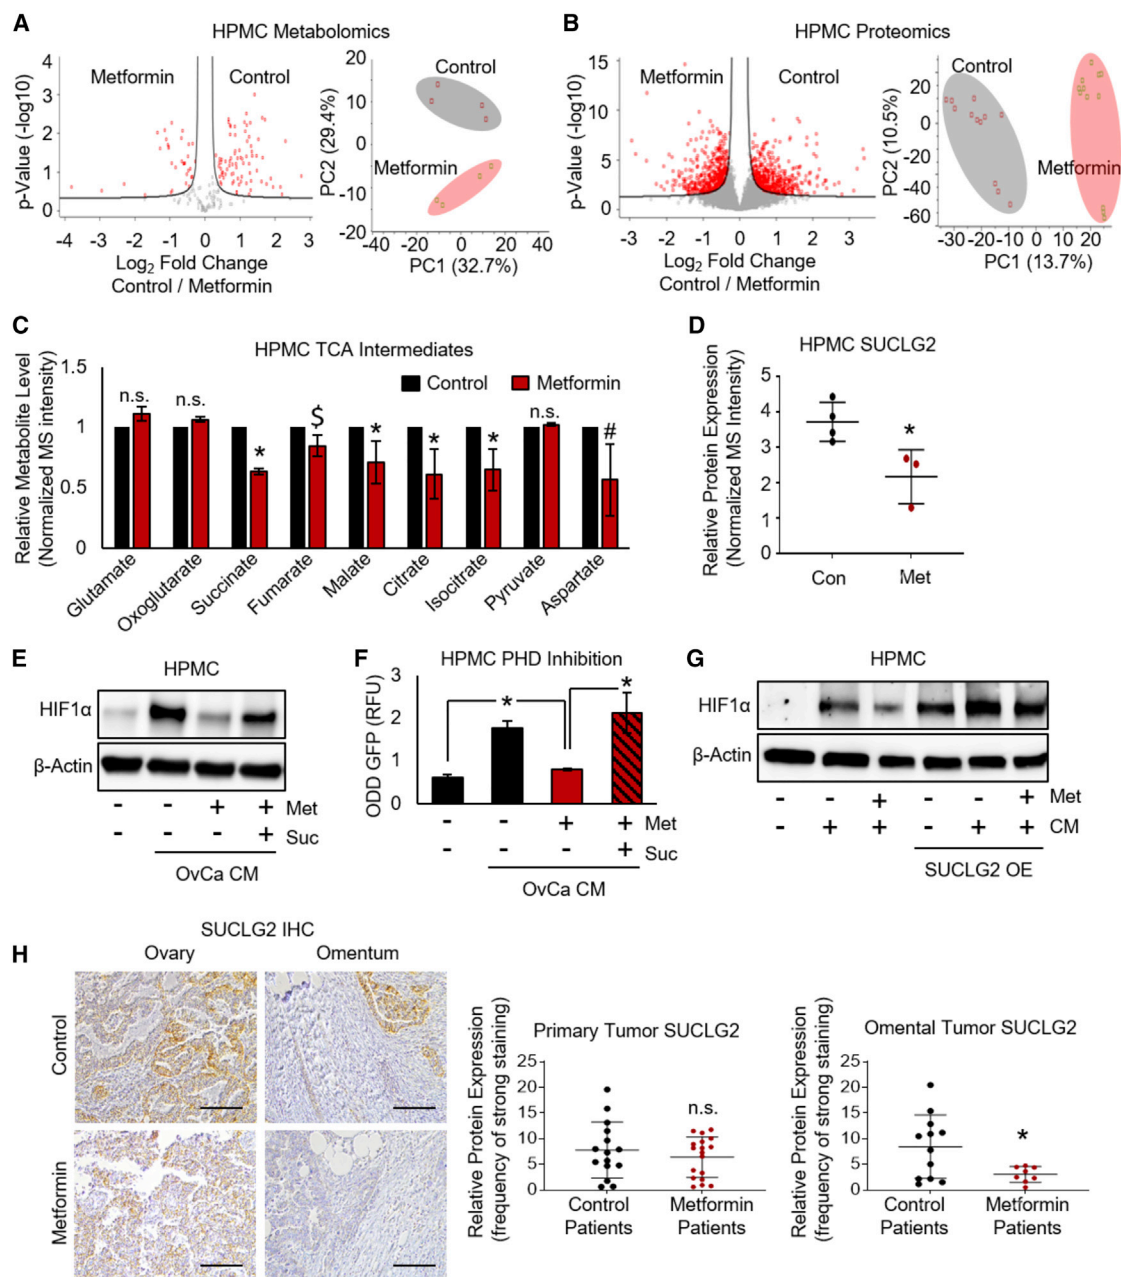 A
HPMC Metabolomics
Metformin
Control
p-Value (-log10)
4
3
2
1
0
-4 -3 -2 -1 0 1 2 3
Log2 Fold Change
Control / Metformin
Control
Metformin
PC2 (29.4%)
20
10
0
-10
-20
-40 -20 0 20 40
PC1 (32.7%)
B
HPMC Proteomics
Metformin
Control
p-Value (-log10)
15
10
5
0
-3 -2 -1 0 1 2 3
Log2 Fold Change
Control / Metformin
Control
Metformin
PC2 (10.5%)
20
0
-20
-40
-60
-30 -20 -10 0 10 20
PC1 (13.7%)
C
HPMC TCA Intermediates
Control Metformin
Relative Metabolite Level
(Normalized MS intensity)
1.5
1
0.5
0
n.s. n.s. * $ * * * n.s. #
Glutamate Oxoglutarate Succinate Fumarate Malate Citrate Isocitrate Pyruvate Aspartate
D
HPMC SUCLG2
Relative Protein Expression
(Normalized MS Intensity)
5
4
3
2
1
0
*
Con Met
E
HPMC
HIF1α
β-Actin
- - + + Met
- - - + Suc
OvCa CM
F
HPMC PHD Inhibition
ODD GFP (RFU)
3
2
1
0
* *
- - + + Met
- - - + Suc
OvCa CM
G
HPMC
HIF1α
β-Actin
- - + - - + Met
- + + - + + CM
SUCLG2 OE
H
SUCLG2 IHC
Ovary Omentum
Control
Metformin
Primary Tumor SUCLG2
Relative Protein Expression
(frequency of strong staining)
25
20
15
10
5
0
n.s.
Control Metformin
Patients Patients
Omental Tumor SUCLG2
Relative Protein Expression
(frequency of strong staining)
25
20
15
10
5
0
*
Control Metformin
Patients Patients